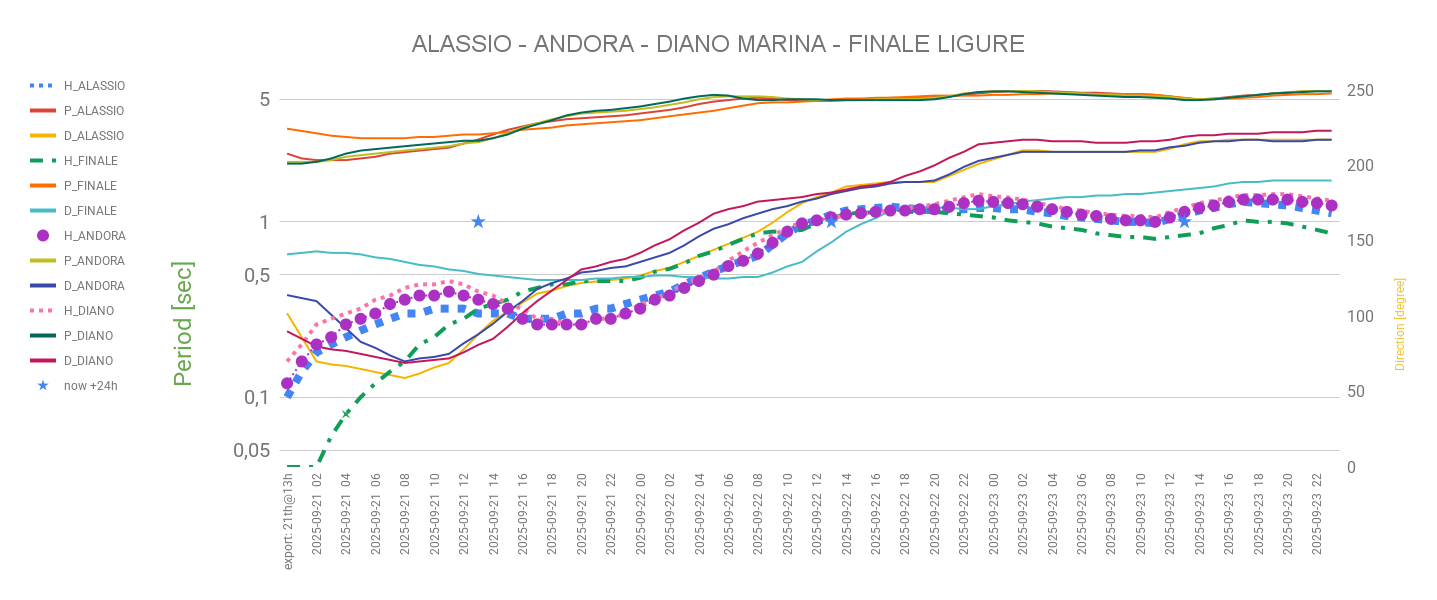 ALASSIO - ANDORA - DIANO MARINA - FINALE LIGURE
H_ALASSIO
P_ALASSIO
D_ALASSIO
H_FINALE
P_FINALE
D_FINALE
H_ANDORA
P_ANDORA
D_ANDORA
H_DIANO
P_DIANO
D_DIANO
now +24h
Period [sec]
5
1
0,5
0,1
0,05
250
200
150
100
50
0
Direction [degree]
export: 21th@13h
2025-09-21 02
2025-09-21 04
2025-09-21 06
2025-09-21 08
2025-09-21 10
2025-09-21 12
2025-09-21 14
2025-09-21 16
2025-09-21 18
2025-09-21 20
2025-09-21 22
2025-09-22 00
2025-09-22 02
2025-09-22 04
2025-09-22 06
2025-09-22 08
2025-09-22 10
2025-09-22 12
2025-09-22 14
2025-09-22 16
2025-09-22 18
2025-09-22 20
2025-09-22 22
2025-09-23 00
2025-09-23 02
2025-09-23 04
2025-09-23 06
2025-09-23 08
2025-09-23 10
2025-09-23 12
2025-09-23 14
2025-09-23 16
2025-09-23 18
2025-09-23 20
2025-09-23 22